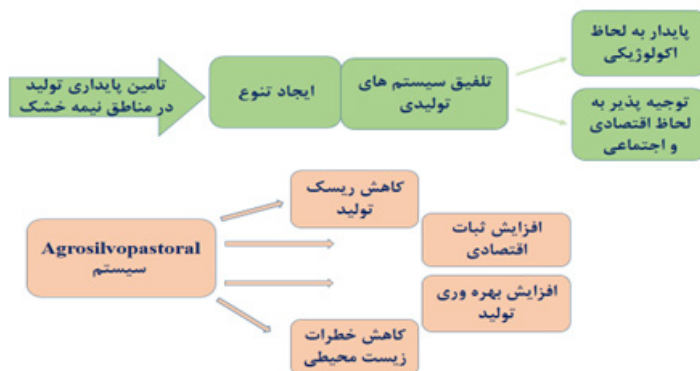 تامین پایداری تولید
در مناطق نیمه خشک
ایجاد تنوع
تلفیق سیستم های
تولیدی
پایدار به لحاظ
اکولوژیکی
توجیه پذیر به
لحاظ اقتصادی
و اجتماعی
Agrosilvopastoral
سیستم
کاهش ریسک
تولید
افزایش ثبات
اقتصادی
افزایش بهره وری
تولید
کاهش خطرات
زیست محیطی